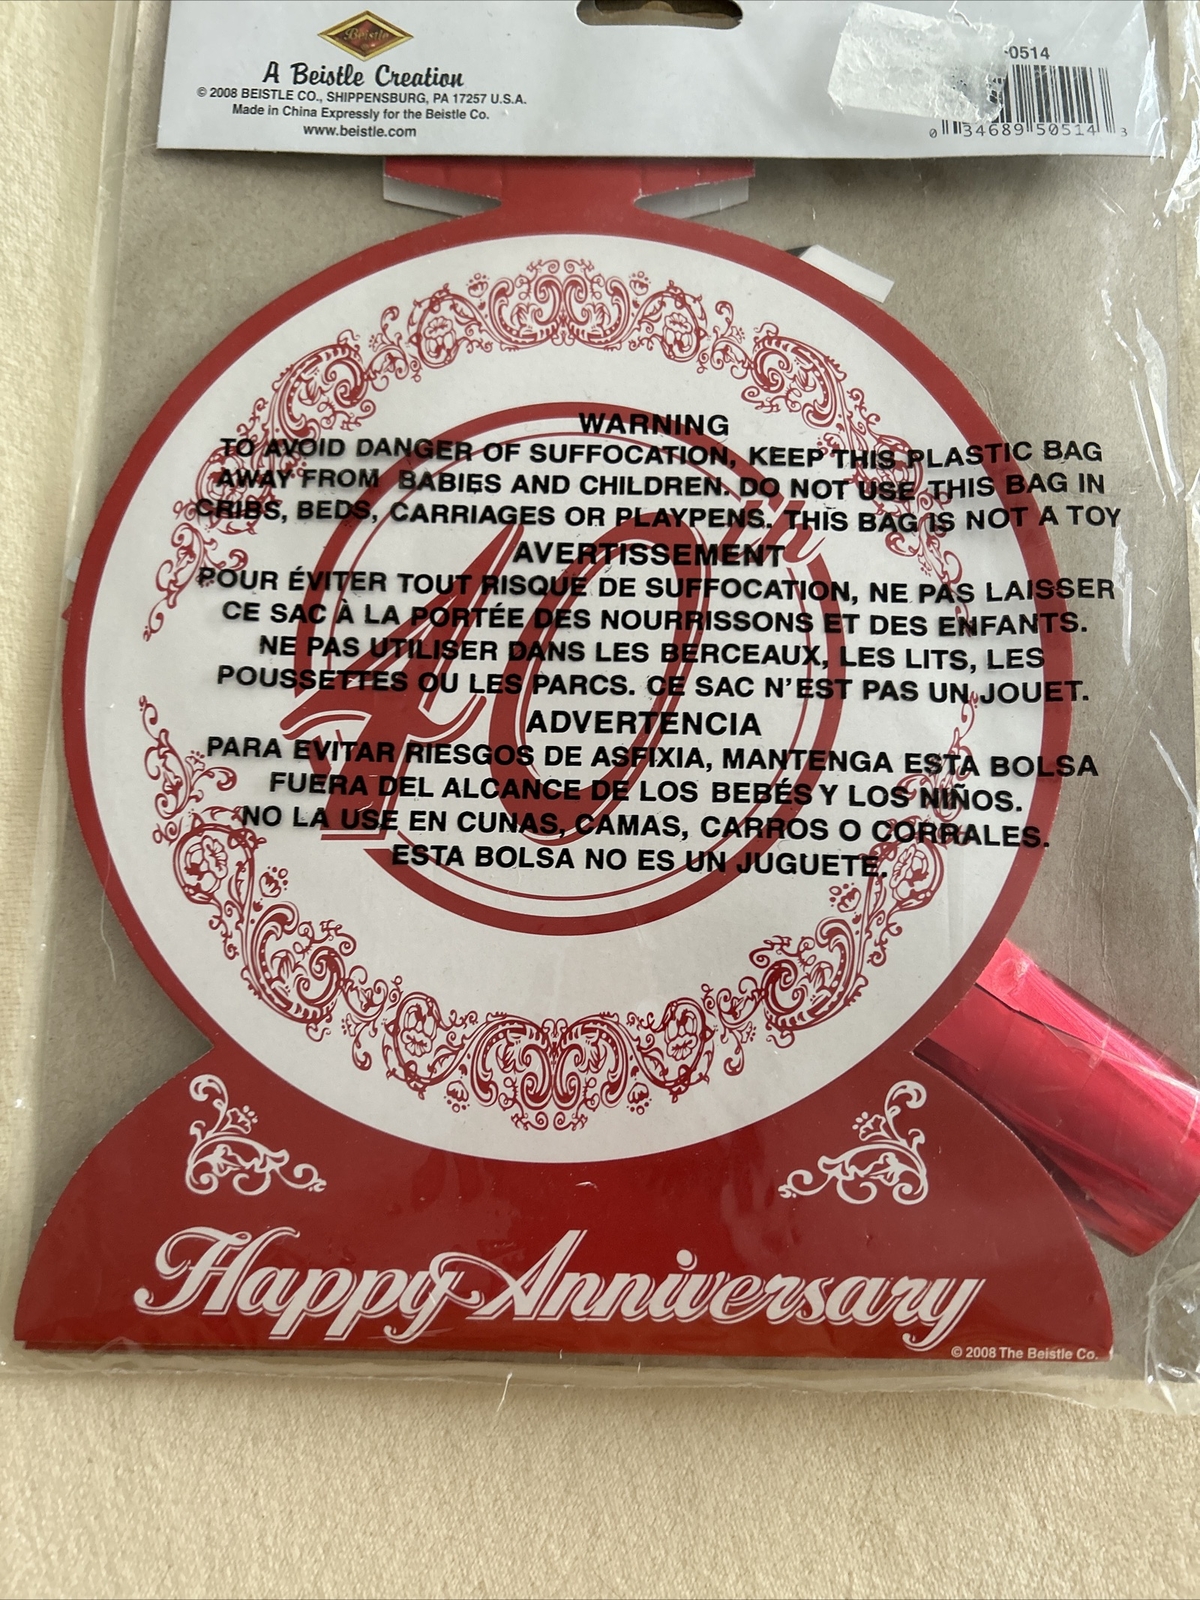 Beistle
A Beistle Creation
© 2008 BEISTLE CO., SHIPPENSBURG, PA 17257 U.S.A.
Made in China Expressly for the Beistle Co.
www.beistle.com
-0514
0 34689 50514 3
WARNING
TO AVOID DANGER OF SUFFOCATION, KEEP THIS PLASTIC BAG
AWAY FROM BABIES AND CHILDREN. DO NOT USE THIS BAG IN
CRIBS, BEDS, CARRIAGES OR PLAYPENS. THIS BAG IS NOT A TOY
AVERTISSEMENT
POUR ÉVITER TOUT RISQUE DE SUFFOCATION, NE PAS LAISSER
CE SAC À LA PORTÉE DES NOURRISSONS ET DES ENFANTS.
NE PAS UTILISER DANS LES BERCEAUX, LES LITS, LES
POUSSETTES OU LES PARCS. CE SAC N'EST PAS UN JOUET.
ADVERTENCIA
PARA EVITAR RIESGOS DE ASFIXIA, MANTENGA ESTA BOLSA
FUERA DEL ALCANCE DE LOS BEBÉS Y LOS NIÑOS.
NO LA USE EN CUNAS, CAMAS, CARROS O CORRALES.
ESTA BOLSA NO ES UN JUGUETE.
40th
Happy Anniversary
© 2008 The Beistle Co.